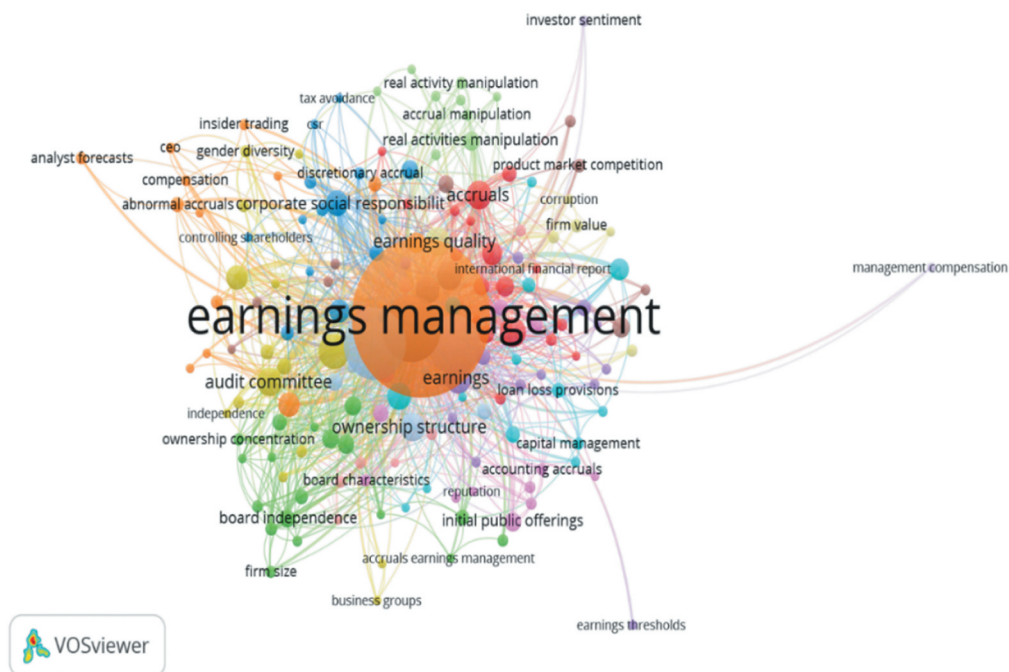 investor sentiment
real activity manipulation
tax avoidance
accrual manipulation
insider trading
csr
real activities manipulation
ceo
gender diversity
analyst forecasts
product market competition
discretionary accrual
compensation
accruals
corruption
abnormal accruals
corporate social responsibilit
firm value
controlling shareholders
earnings quality
international financial report
management compensation
earnings management
audit committee
earnings
loan loss provisions
independence
ownership structure
ownership concentration
capital management
accounting accruals
board characteristics
reputation
board independence
initial public offerings
accruals earnings management
firm size
business groups
earnings thresholds
VOSviewer